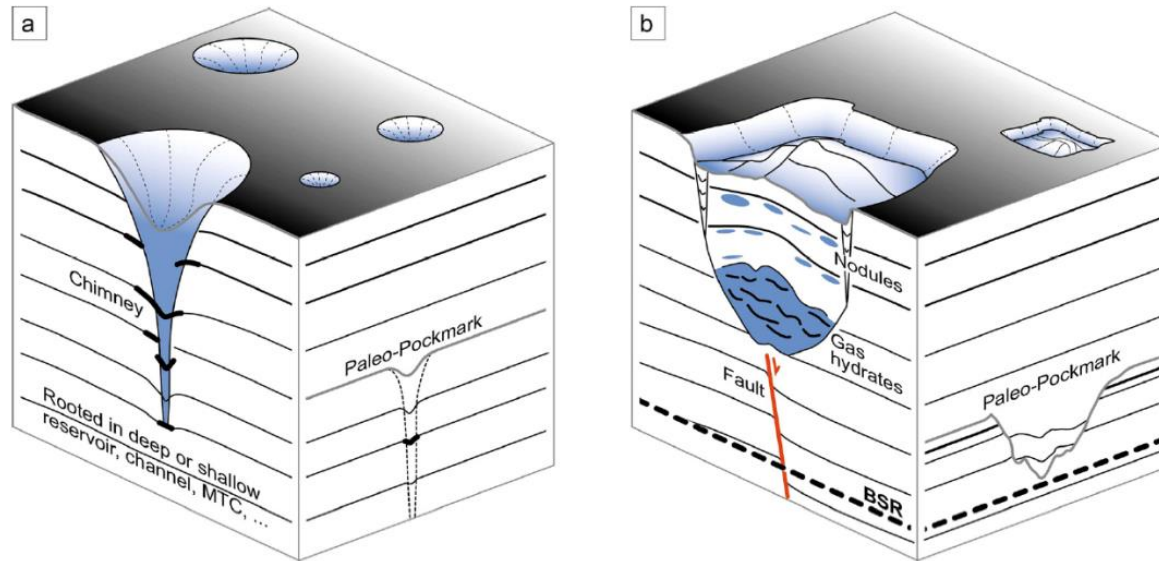 a
Chimney
Rooted in deep or shallow
reservoir, channel, MTC, ...
Paleo-Pockmark
b
Nodules
Gas
hydrates
Fault
BSR
Paleo-Pockmark